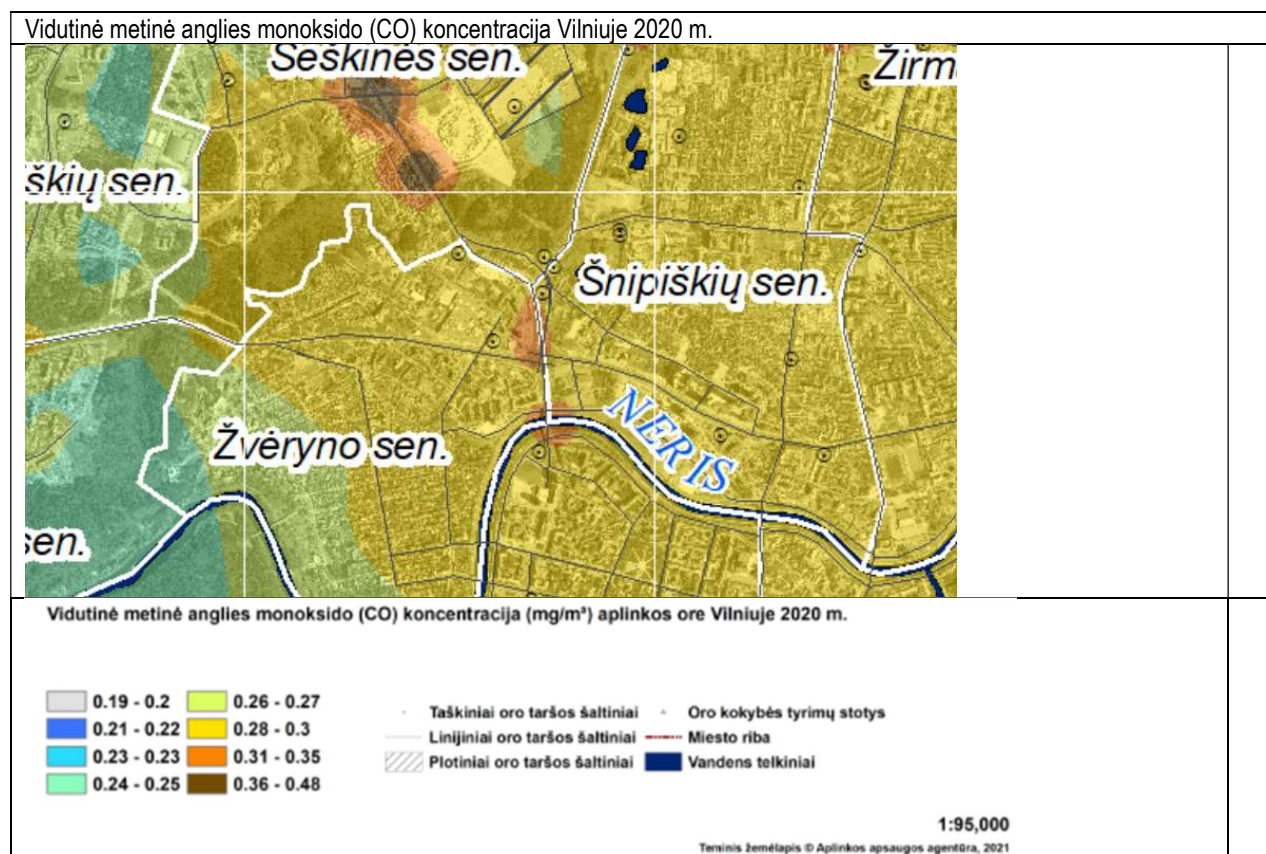 Vidutinė metinė anglies monoksido (CO) koncentracija Vilniuje 2020 m.
Šeškinės sen.
Žirm
iškių sen.
Šnipiškių sen.
NERIS
Žvėryno sen.
sen.
Vidutinė metinė anglies monoksido (CO) koncentracija (mg/m³) aplinkos ore Vilniuje 2020 m.
0.19 - 0.2
0.21 - 0.22
0.23 - 0.23
0.24 - 0.25
0.26 - 0.27
0.28 - 0.3
0.31 - 0.35
0.36 - 0.48
Taškiniai oro taršos šaltiniai
Linijiniai oro taršos šaltiniai
Plotiniai oro taršos šaltiniai
Oro kokybės tyrimų stotys
Miesto riba
Vandens telkiniai
1:95,000
Teminis žemėlapis © Aplinkos apsaugos agentūra, 2021